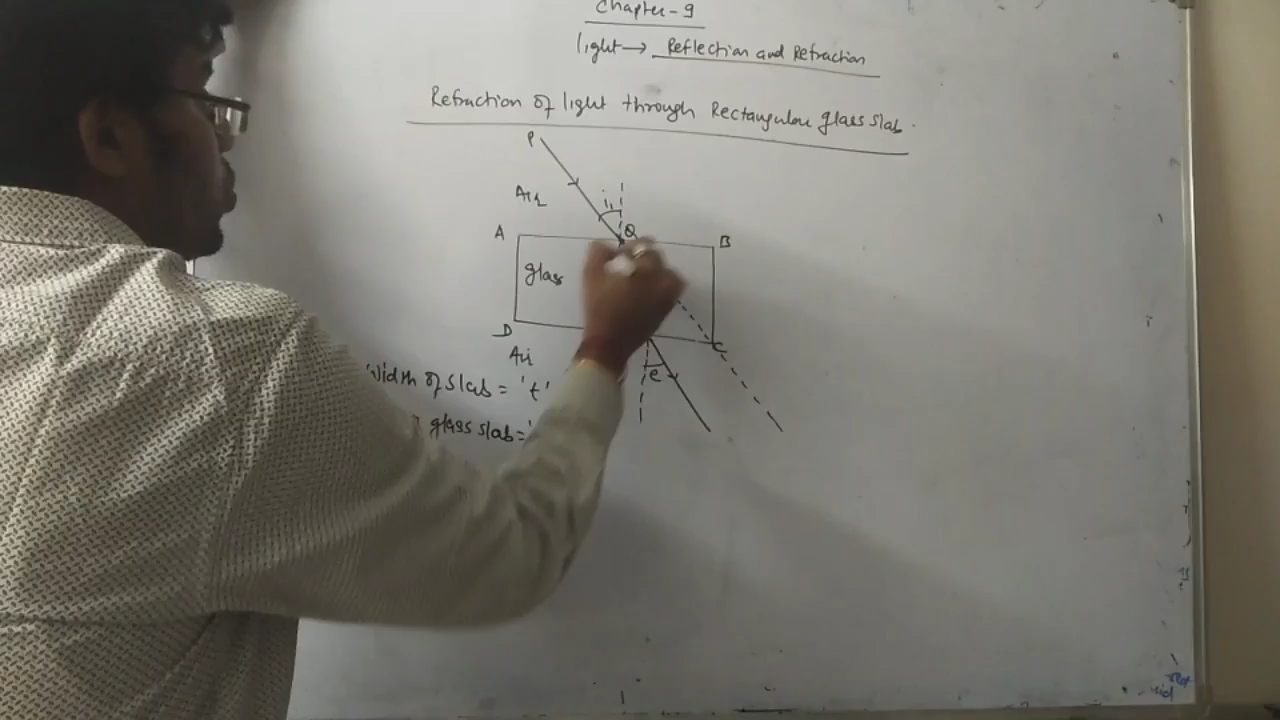 Chapter-9
light → Reflection and Refraction
Refraction of light through Rectangular glass slab.
P
Air
i₁
A
Q
B
glass
D
C
Air
e
Width of Slab = 't'
glass slab = '